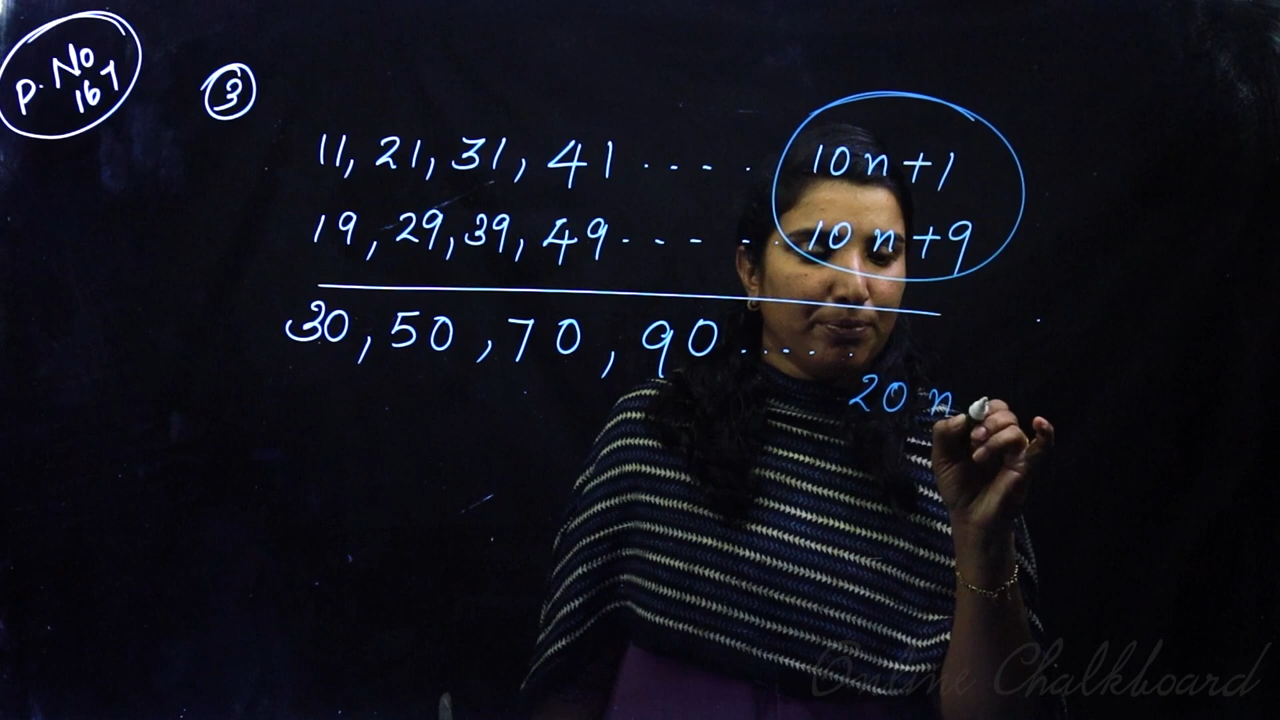 P. No
167
3
11, 21, 31, 41 . - - - . 10n+1
19, 29, 39, 49 . - - - - . 10n+9
30, 50, 70, 90 . . . . .
20n
Online Chalkboard